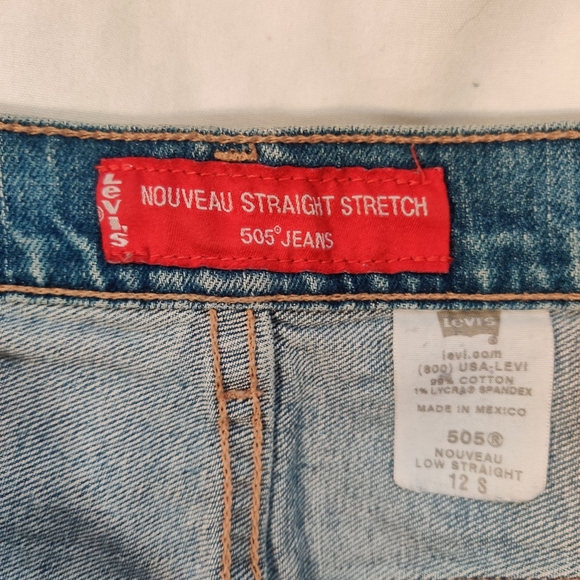 Levi's
NOUVEAU STRAIGHT STRETCH
505® JEANS
Levi's
®
levi.com
(800) USA-LEVI
99% COTTON
1% LYCRA® SPANDEX
MADE IN MEXICO
505®
NOUVEAU
LOW STRAIGHT
12 S